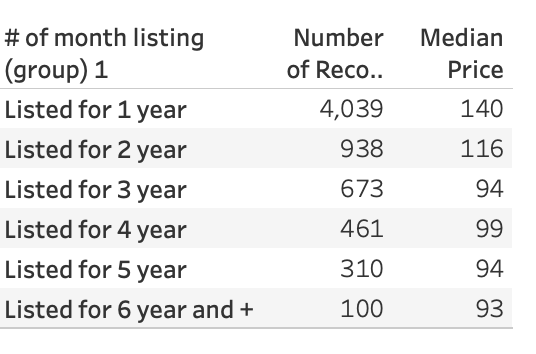 # of month listing (group) 1 Number of Reco.. Median Price
Listed for 1 year 4,039 140
Listed for 2 year 938 116
Listed for 3 year 673 94
Listed for 4 year 461 99
Listed for 5 year 310 94
Listed for 6 year and + 100 93